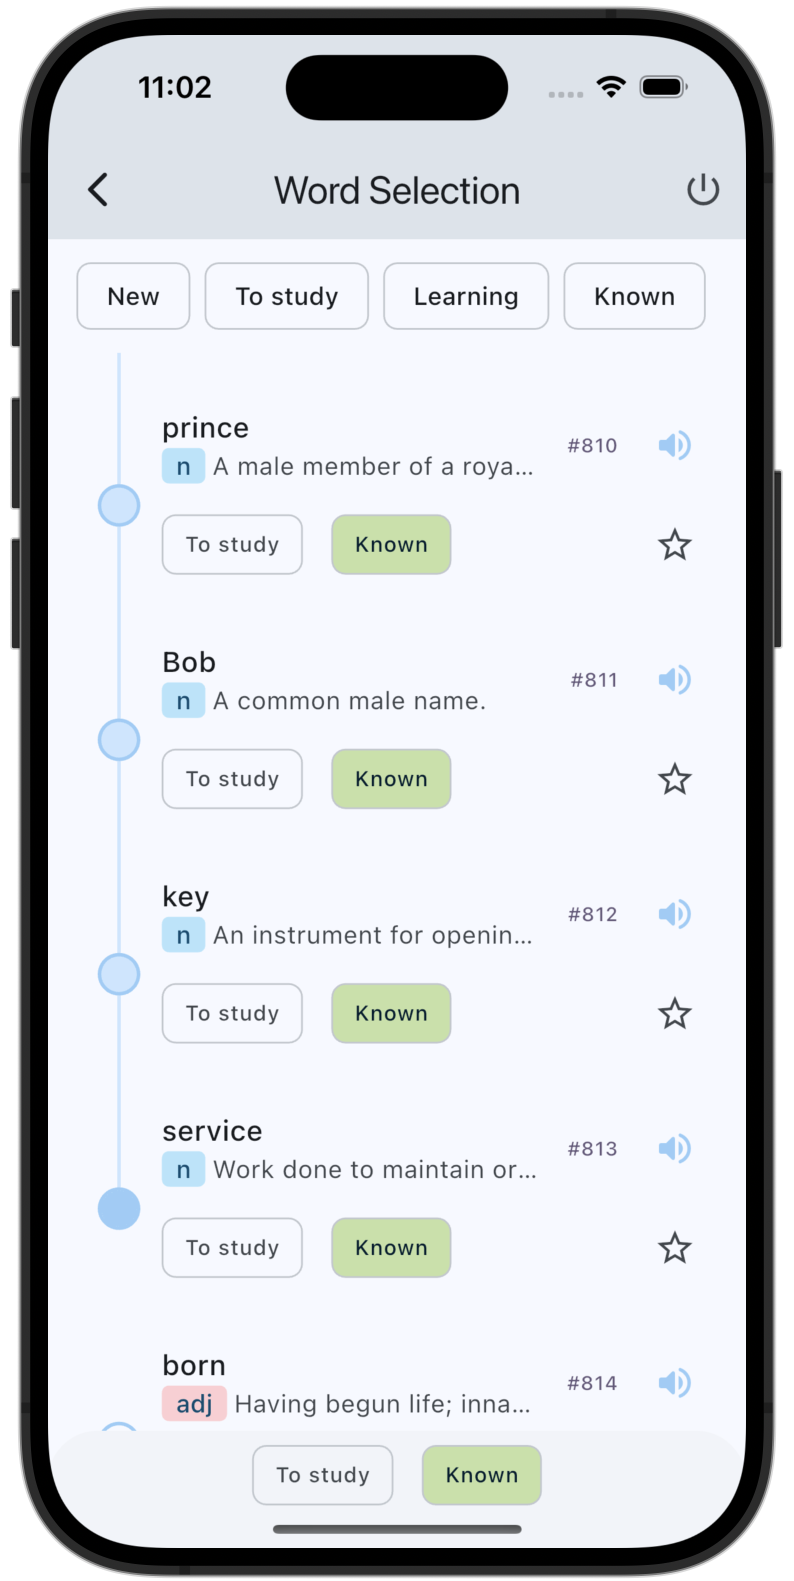 11:02
Word Selection
New To study Learning Known
prince
#810
n A male member of a roya...
To study Known
Bob
#811
n A common male name.
To study Known
key
#812
n An instrument for openin...
To study Known
service
#813
n Work done to maintain or...
To study Known
born
#814
adj Having begun life; inna...
To study Known